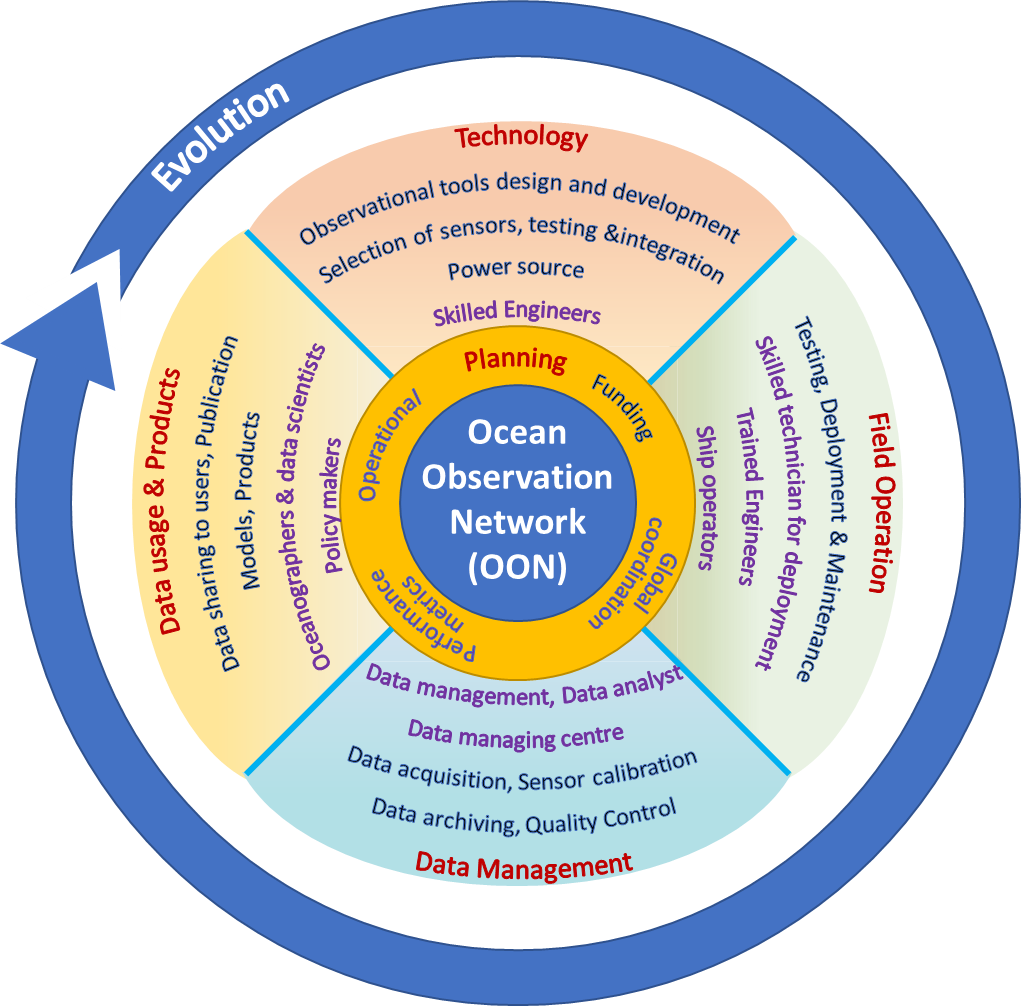 Evolution
Technology
Observational tools design and development
Selection of sensors, testing &integration
Power source
Skilled Engineers
Planning
Funding
Global
coordination
Performance
metrics
Operational
Ocean
Observation
Network
(OON)
Field Operation
Testing, Deployment & Maintenance
Skilled technician for deployment
Trained Engineers
Ship operators
Data management, Data analyst
Data managing centre
Data acquisition, Sensor calibration
Data archiving, Quality Control
Data Management
Data usage & Products
Data sharing to users, Publication
Models, Products
Oceanographers & data scientists
Policy makers